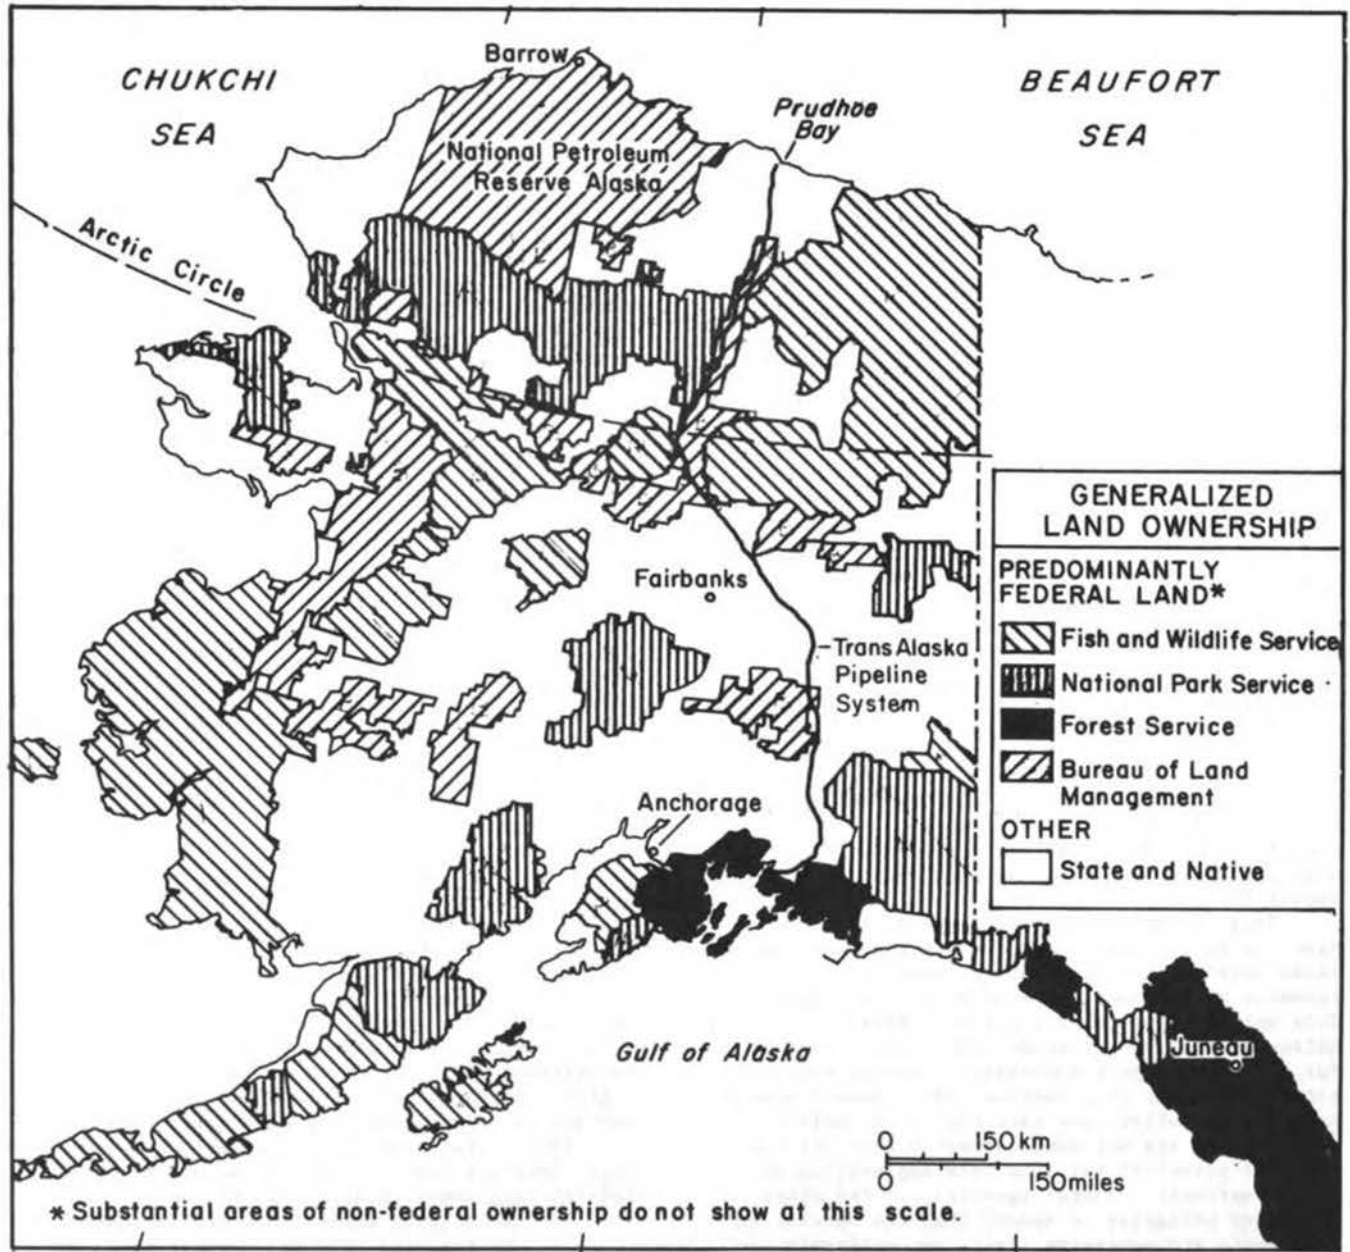 Barrow
CHUKCHI
SEA
BEAUFORT
SEA
Prudhoe
Bay
National Petroleum
Reserve Alaska
Arctic Circle
GENERALIZED
LAND OWNERSHIP
PREDOMINANTLY
FEDERAL LAND*
Fish and Wildlife Service
National Park Service
Forest Service
Bureau of Land
Management
OTHER
State and Native
Fairbanks
Trans Alaska
Pipeline
System
Anchorage
Gulf of Alaska
Juneau
0 150 km
0 150 miles
* Substantial areas of non-federal ownership do not show at this scale.